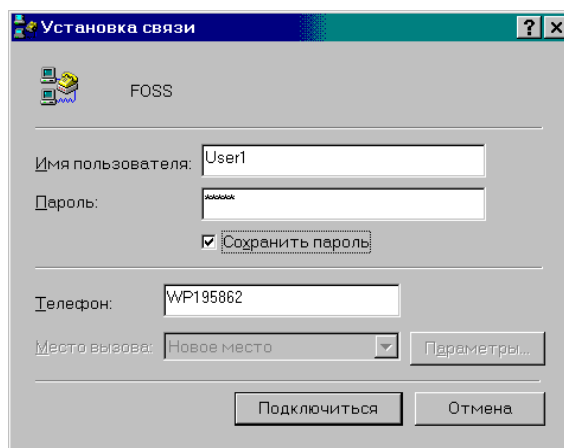 Установка связи
FOSS
Имя пользователя: User1
Пароль: *****
Сохранить пароль
Телефон: WP195862
Место вызова: Новое место Параметры...
Подключиться Отмена